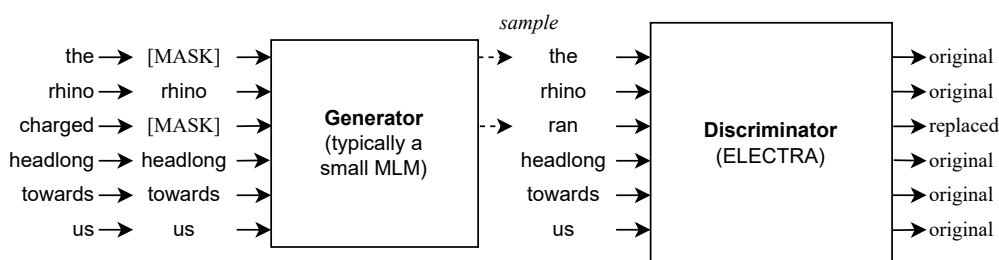 sample
the [MASK] the original
rhino rhino rhino original
charged [MASK] ran replaced
headlong headlong headlong original
towards towards towards original
us us us original
Generator
(typically a
small MLM)
Discriminator
(ELECTRA)